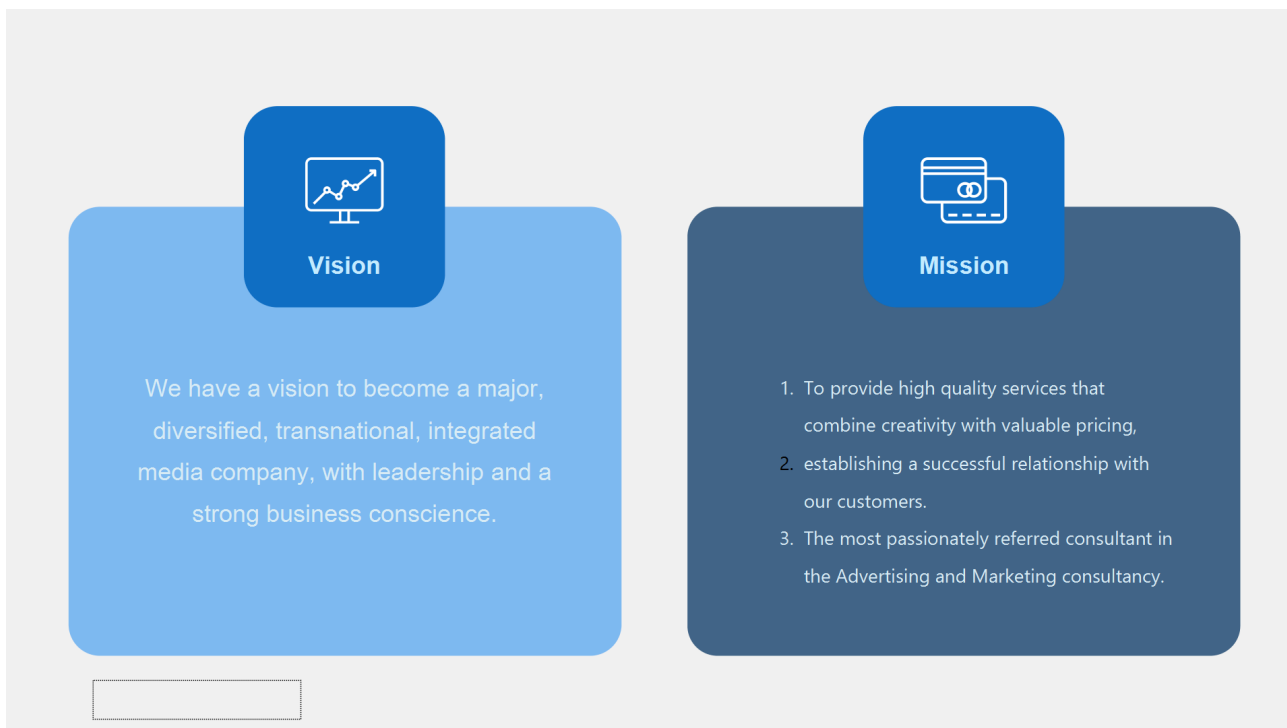 Vision
We have a vision to become a major,
diversified, transnational, integrated
media company, with leadership and a
strong business conscience.
Mission
1. To provide high quality services that
combine creativity with valuable pricing,
2. establishing a successful relationship with
our customers.
3. The most passionately referred consultant in
the Advertising and Marketing consultancy.